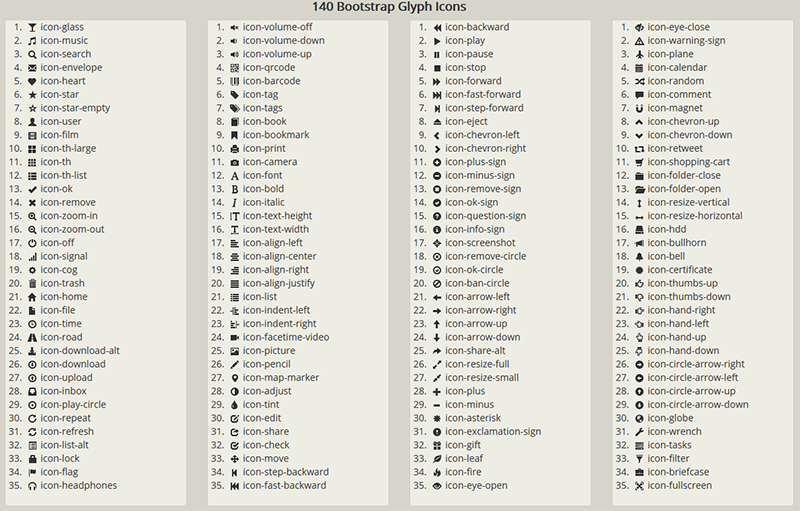 140 Bootstrap Glyph Icons
1. icon-glass
2. icon-music
3. icon-search
4. icon-envelope
5. icon-heart
6. icon-star
7. icon-star-empty
8. icon-user
9. icon-film
10. icon-th-large
11. icon-th
12. icon-th-list
13. icon-ok
14. icon-remove
15. icon-zoom-in
16. icon-zoom-out
17. icon-off
18. icon-signal
19. icon-cog
20. icon-trash
21. icon-home
22. icon-file
23. icon-time
24. icon-road
25. icon-download-alt
26. icon-download
27. icon-upload
28. icon-inbox
29. icon-play-circle
30. icon-repeat
31. icon-refresh
32. icon-list-alt
33. icon-lock
34. icon-flag
35. icon-headphones
1. icon-volume-off
2. icon-volume-down
3. icon-volume-up
4. icon-qrcode
5. icon-barcode
6. icon-tag
7. icon-tags
8. icon-book
9. icon-bookmark
10. icon-print
11. icon-camera
12. icon-font
13. icon-bold
14. icon-italic
15. icon-text-height
16. icon-text-width
17. icon-align-left
18. icon-align-center
19. icon-align-right
20. icon-align-justify
21. icon-list
22. icon-indent-left
23. icon-indent-right
24. icon-facetime-video
25. icon-picture
26. icon-pencil
27. icon-map-marker
28. icon-adjust
29. icon-tint
30. icon-edit
31. icon-share
32. icon-check
33. icon-move
34. icon-step-backward
35. icon-fast-backward
1. icon-backward
2. icon-play
3. icon-pause
4. icon-stop
5. icon-forward
6. icon-fast-forward
7. icon-step-forward
8. icon-eject
9. icon-chevron-left
10. icon-chevron-right
11. icon-plus-sign
12. icon-minus-sign
13. icon-remove-sign
14. icon-ok-sign
15. icon-question-sign
16. icon-info-sign
17. icon-screenshot
18. icon-remove-circle
19. icon-ok-circle
20. icon-ban-circle
21. icon-arrow-left
22. icon-arrow-right
23. icon-arrow-up
24. icon-arrow-down
25. icon-share-alt
26. icon-resize-full
27. icon-resize-small
28. icon-plus
29. icon-minus
30. icon-asterisk
31. icon-exclamation-sign
32. icon-gift
33. icon-leaf
34. icon-fire
35. icon-eye-open
1. icon-eye-close
2. icon-warning-sign
3. icon-plane
4. icon-calendar
5. icon-random
6. icon-comment
7. icon-magnet
8. icon-chevron-up
9. icon-chevron-down
10. icon-retweet
11. icon-shopping-cart
12. icon-folder-close
13. icon-folder-open
14. icon-resize-vertical
15. icon-resize-horizontal
16. icon-hdd
17. icon-bullhorn
18. icon-bell
19. icon-certificate
20. icon-thumbs-up
21. icon-thumbs-down
22. icon-hand-right
23. icon-hand-left
24. icon-hand-up
25. icon-hand-down
26. icon-circle-arrow-right
27. icon-circle-arrow-left
28. icon-circle-arrow-up
29. icon-circle-arrow-down
30. icon-globe
31. icon-wrench
32. icon-tasks
33. icon-filter
34. icon-briefcase
35. icon-fullscreen